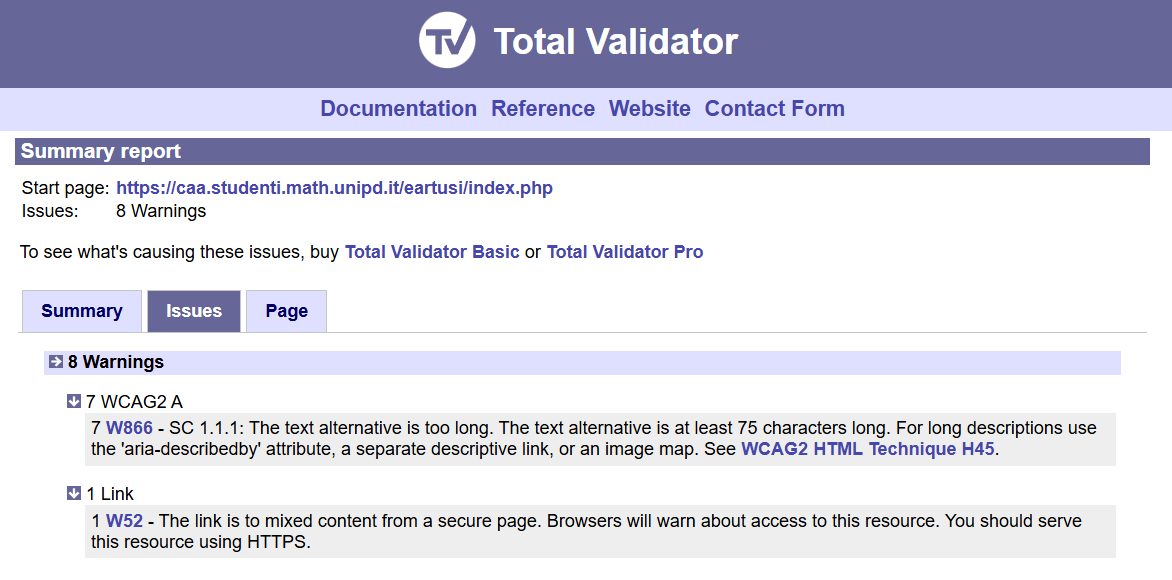 TV Total Validator
Documentation Reference Website Contact Form
Summary report
Start page: https://caa.studenti.math.unipd.it/eartusi/index.php
Issues: 8 Warnings
To see what's causing these issues, buy Total Validator Basic or Total Validator Pro
Summary Issues Page
8 Warnings
7 WCAG2 A
7 W866 - SC 1.1.1: The text alternative is too long. The text alternative is at least 75 characters long. For long descriptions use
the 'aria-describedby' attribute, a separate descriptive link, or an image map. See WCAG2 HTML Technique H45.
1 Link
1 W52 - The link is to mixed content from a secure page. Browsers will warn about access to this resource. You should serve
this resource using HTTPS.